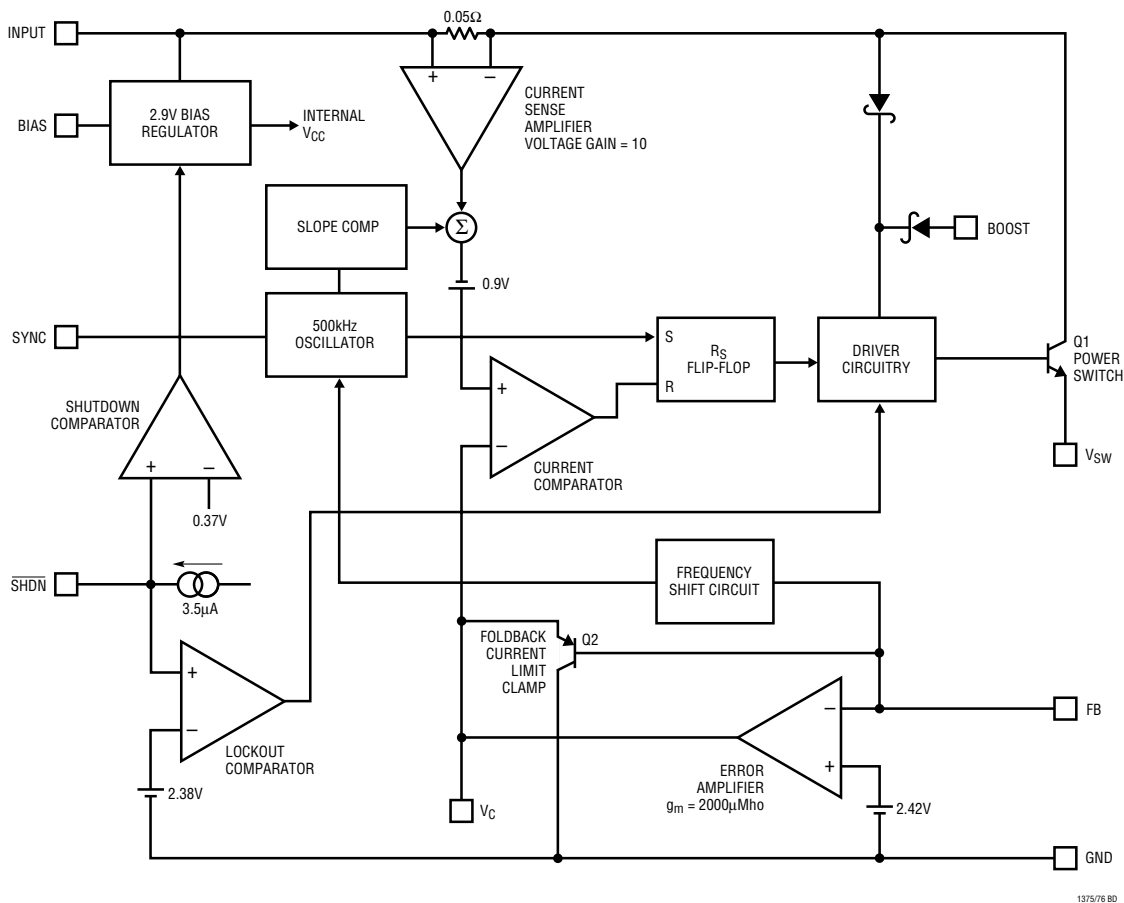 INPUT
0.05Ω
+
–
CURRENT
SENSE
AMPLIFIER
VOLTAGE GAIN = 10
2.9V BIAS
REGULATOR
BIAS
INTERNAL
VCC
SLOPE COMP
Σ
BOOST
0.9V
SYNC
500kHz
OSCILLATOR
S
RS
FLIP-FLOP
R
DRIVER
CIRCUITRY
Q1
POWER
SWITCH
SHUTDOWN
COMPARATOR
+
–
0.37V
+
–
CURRENT
COMPARATOR
VSW
SHDN
3.5µA
FREQUENCY
SHIFT CIRCUIT
FOLDBACK
CURRENT
LIMIT
CLAMP
Q2
+
–
LOCKOUT
COMPARATOR
2.38V
–
+
FB
ERROR
AMPLIFIER
gm = 2000µMho
VC
2.42V
GND
1375/76 BD